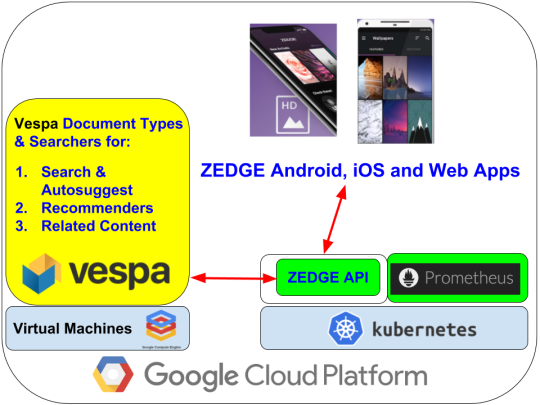 HD
Wallpapers
ZEDGE Android, iOS and Web Apps
Vespa Document Types
& Searchers for:
1. Search &
Autosuggest
2. Recommenders
3. Related Content
vespa
ZEDGE API
Prometheus
Virtual Machines
Google Compute Engine
kubernetes
Google Cloud Platform